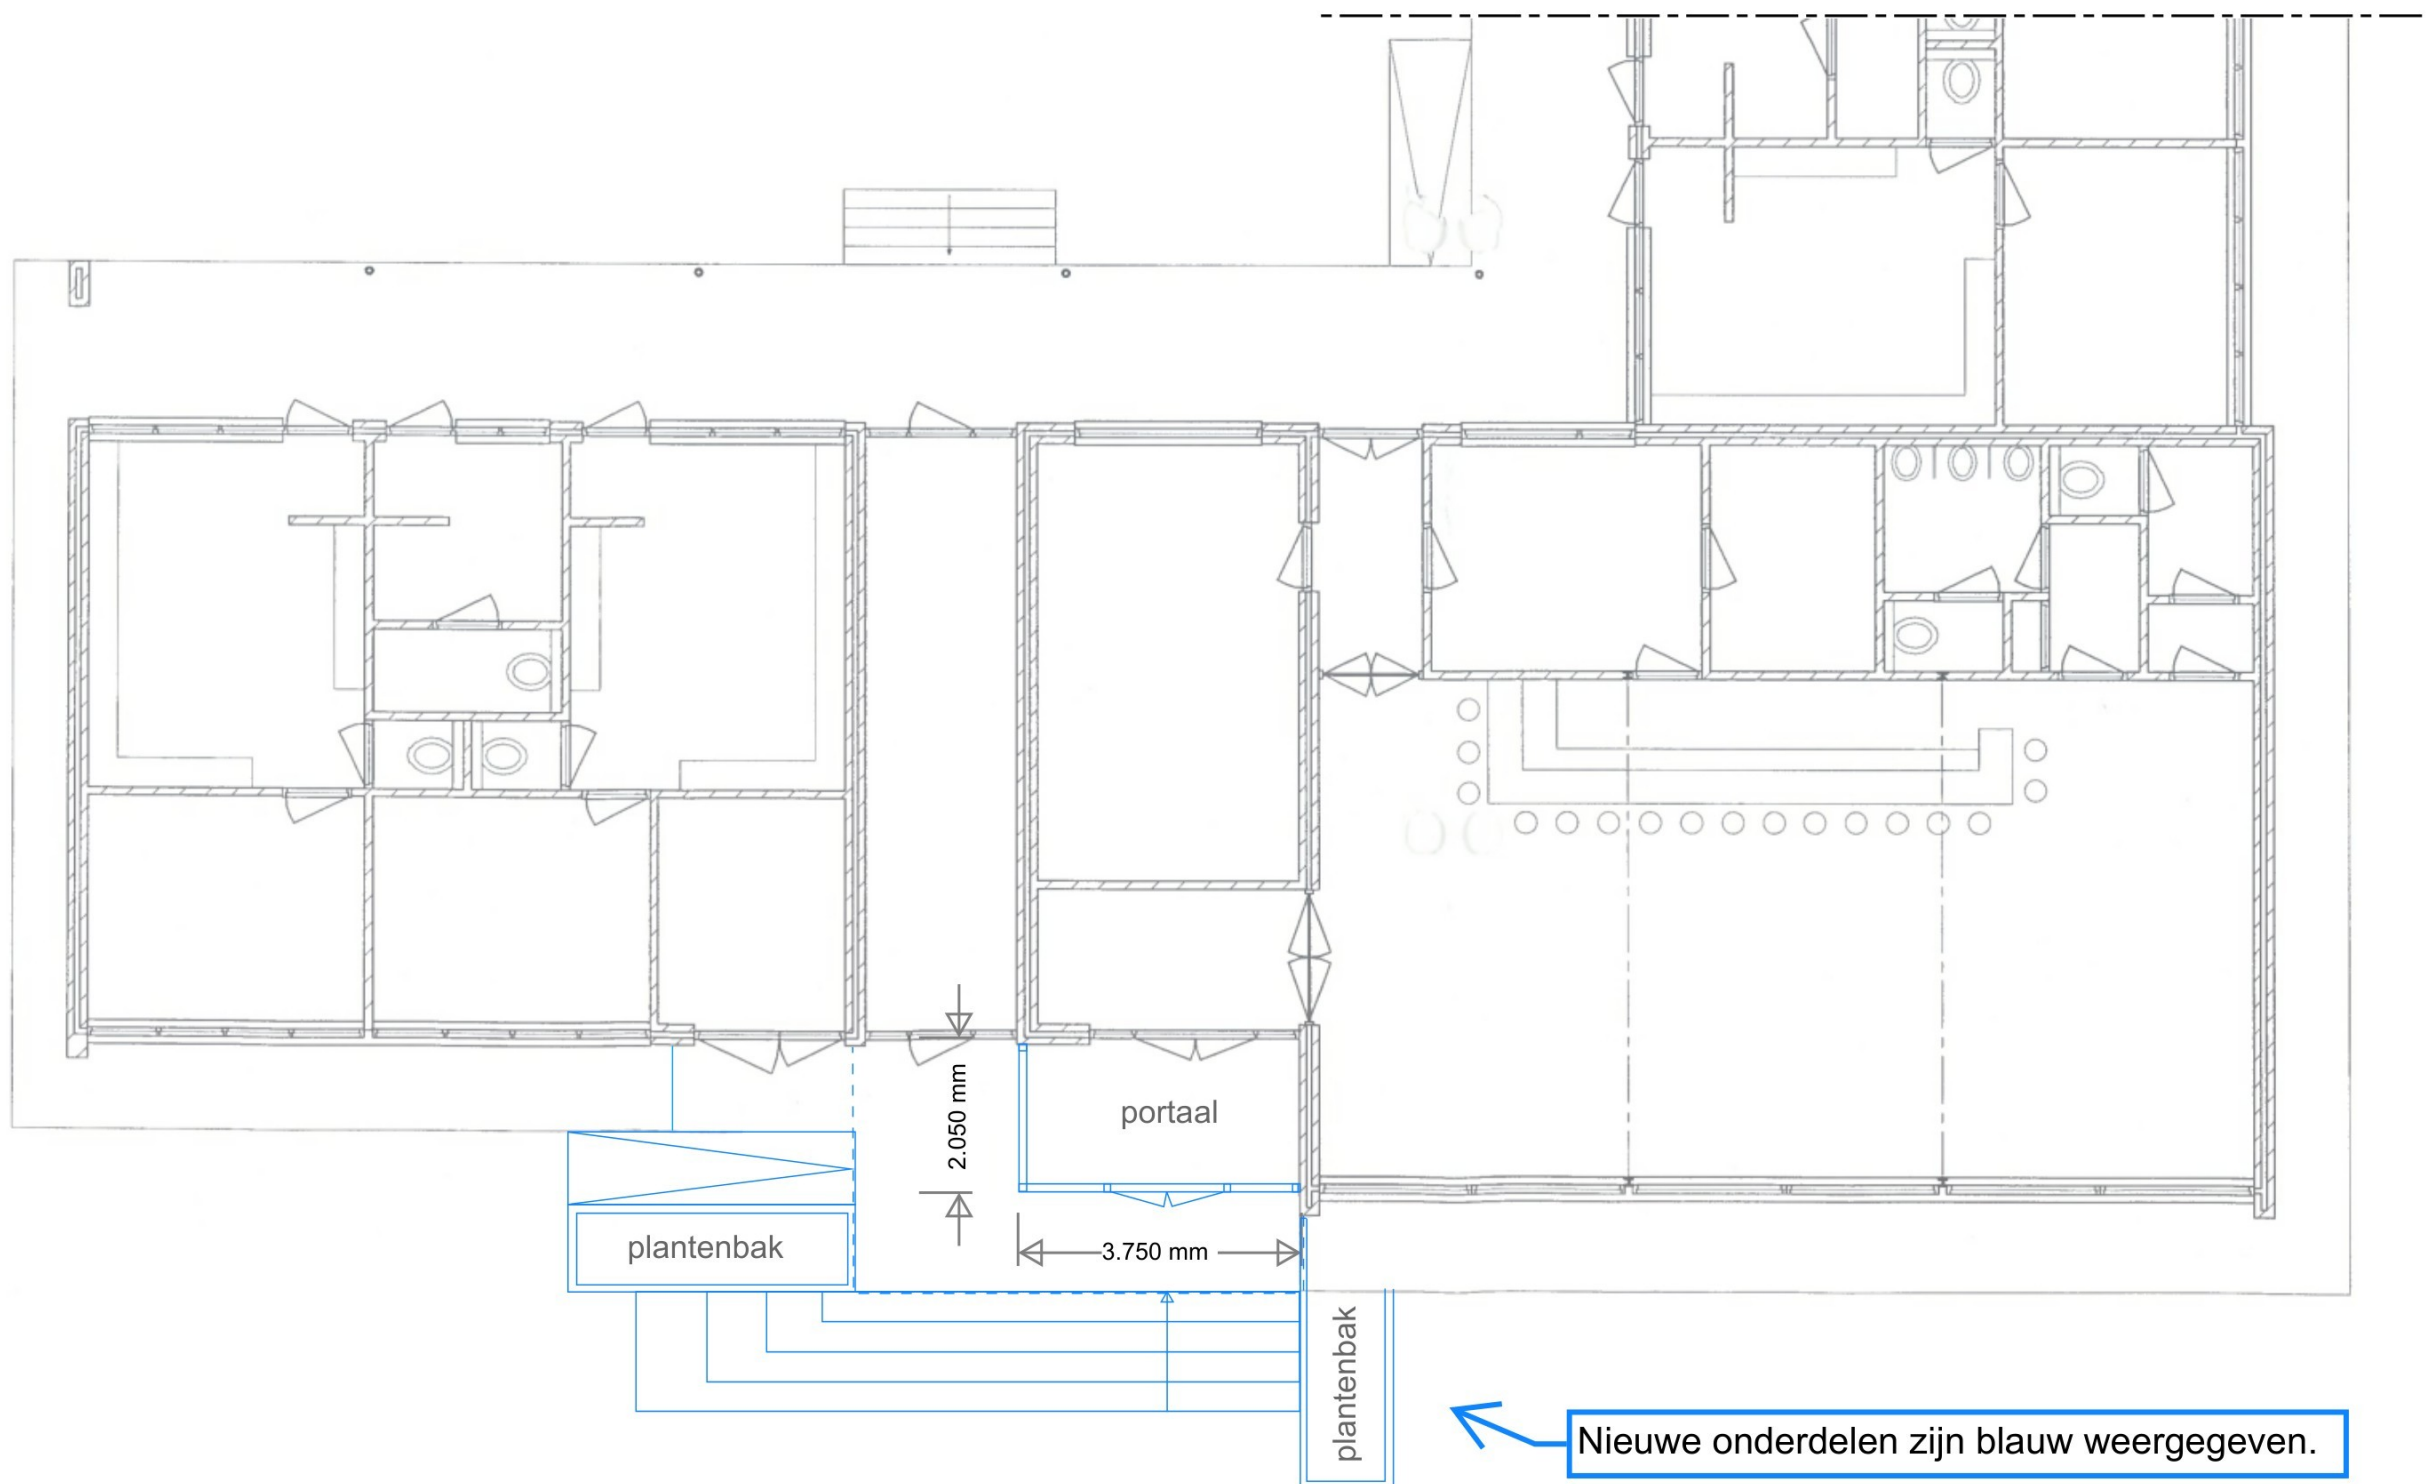 2.050 mm
portaal
plantenbak
3.750 mm
plantenbak
Nieuwe onderdelen zijn blauw weergegeven.